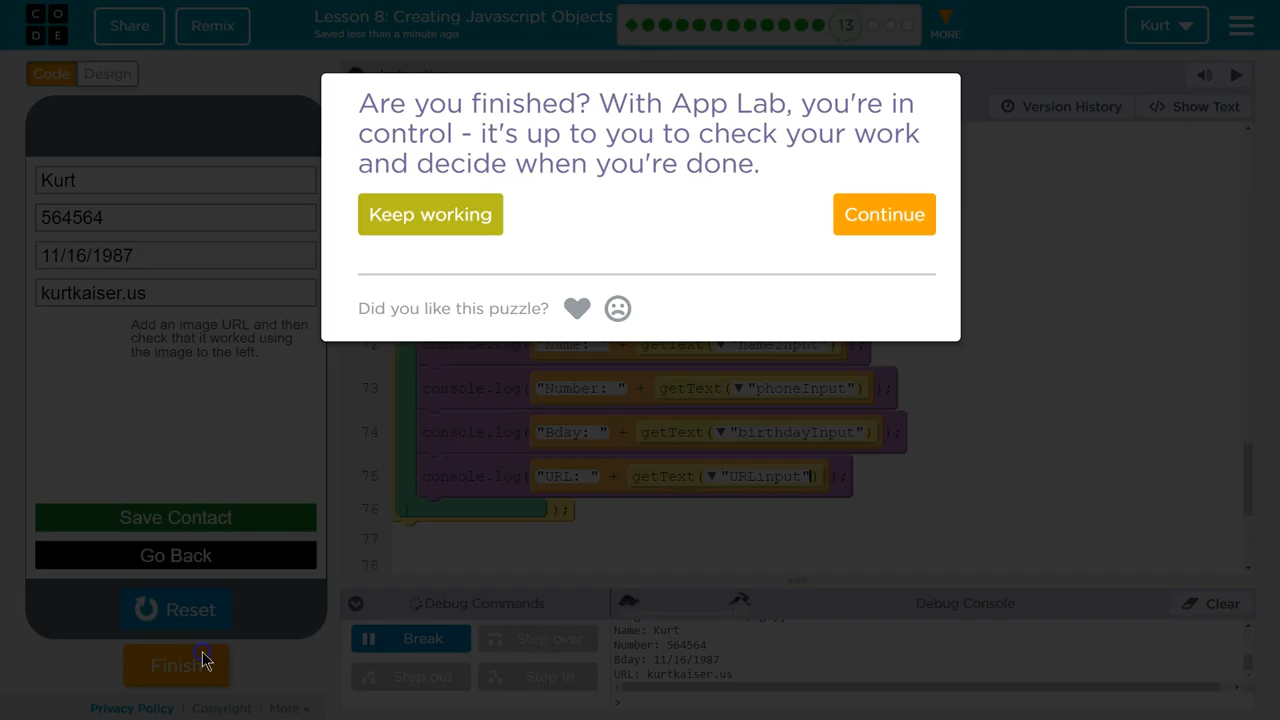 C O
D E
Share
Remix
Lesson 8: Creating Javascript Objects
Saved less than a minute ago
13
MORE
Kurt
Code
Design
Version History
</> Show Text
Are you finished? With App Lab, you're in
control - it's up to you to check your work
and decide when you're done.
Keep working
Continue
Did you like this puzzle?
Kurt
564564
11/16/1987
kurtkaiser.us
Add an image URL and then
check that it worked using
the image to the left.
Save Contact
Go Back
Reset
Finish
72 console.log("Name: " + getText(▼"nameInput"));
73 console.log("Number: " + getText(▼"phoneInput"));
74 console.log("Bday: " + getText(▼"birthdayInput"));
75 console.log("URL: " + getText(▼"URLinput"));
76 } );
77
78
Debug Commands
Break
Step over
Step out
Step in
Debug Console
Clear
Name: Kurt
Number: 564564
Bday: 11/16/1987
URL: kurtkaiser.us
>
Privacy Policy | Copyright | More